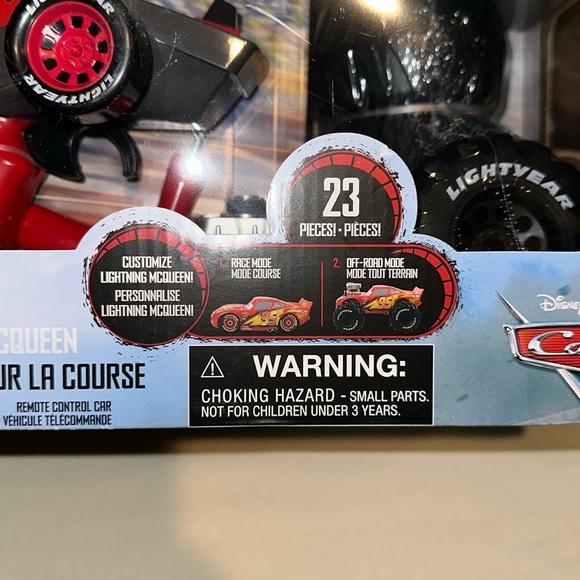 LIGHTYEAR
LIGHTYEAR
23
PIECES! • PIÈCES!
CUSTOMIZE
LIGHTNING MCQUEEN!
PERSONNALISE
LIGHTNING MCQUEEN!
1. RACE MODE
MODE COURSE
2. OFF-ROAD MODE
MODE TOUT TERRAIN
95
95
CQUEEN
UR LA COURSE
REMOTE CONTROL CAR
VÉHICULE TÉLÉCOMMANDÉ
⚠ WARNING:
CHOKING HAZARD - SMALL PARTS.
NOT FOR CHILDREN UNDER 3 YEARS.
Disney
Ca